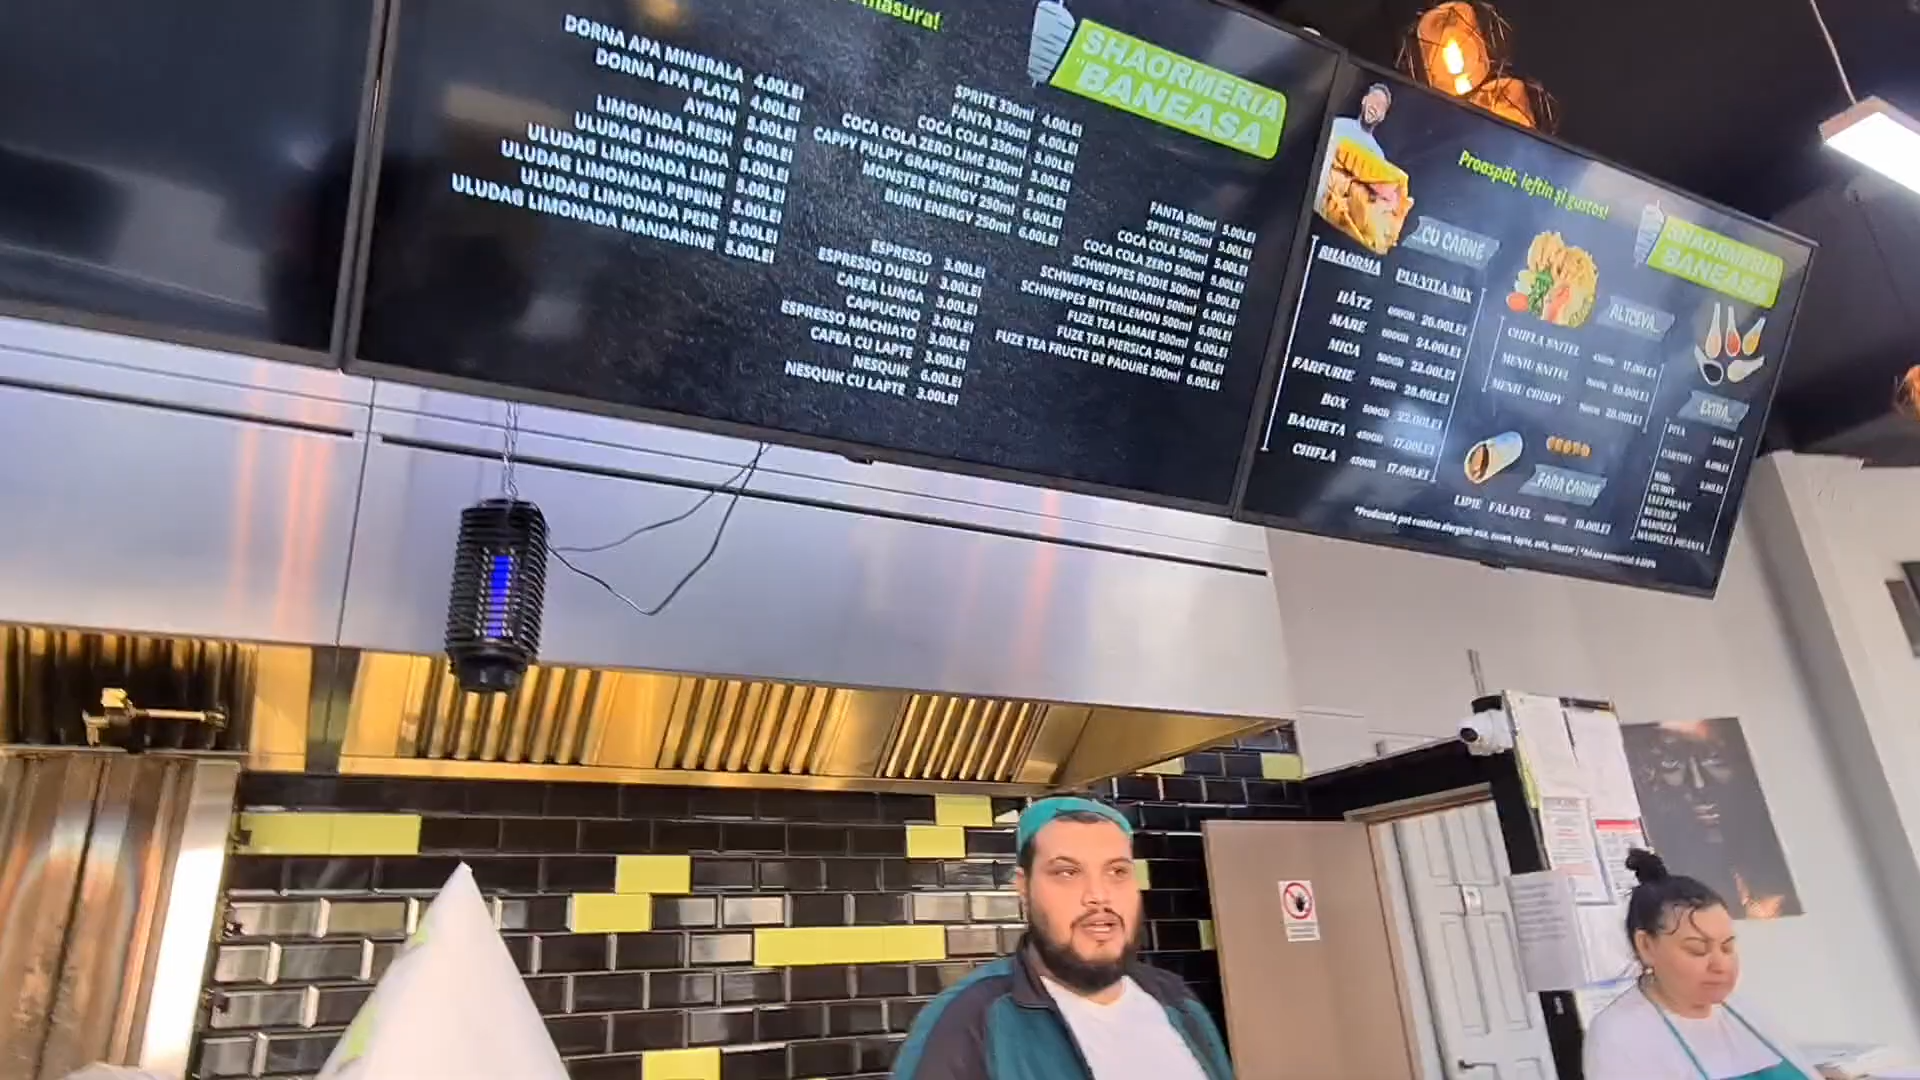 DORNA APA MINERALA 4.00LEI
DORNA APA PLATA 4.00LEI
AYRAN 5.00LEI
LIMONADA FRESH 6.00LEI
ULUDAG LIMONADA 5.00LEI
ULUDAG LIMONADA LIME 5.00LEI
ULUDAG LIMONADA PEPENE 5.00LEI
ULUDAG LIMONADA PERE 5.00LEI
ULUDAG LIMONADA MANDARINE 5.00LEI
SPRITE 330ml 4.00LEI
FANTA 330ml 4.00LEI
COCA COLA 330ml 5.00LEI
COCA COLA ZERO LIME 330ml 5.00LEI
CAPPY PULPY GRAPEFRUIT 330ml 5.00LEI
MONSTER ENERGY 250ml 6.00LEI
BURN ENERGY 250ml 6.00LEI
ESPRESSO 3.00LEI
ESPRESSO DUBLU 3.00LEI
CAFEA LUNGA 3.00LEI
CAPPUCINO 3.00LEI
ESPRESSO MACHIATO 3.00LEI
CAFEA CU LAPTE 3.00LEI
NESQUIK 6.00LEI
NESQUIK CU LAPTE 3.00LEI
SHAORMERIA
BANEASA
FANTA 500ml 5.00LEI
SPRITE 500ml 5.00LEI
COCA COLA 500ml 5.00LEI
COCA COLA ZERO 500ml 5.00LEI
SCHWEPPES RODIE 500ml 6.00LEI
SCHWEPPES MANDARIN 500ml 6.00LEI
SCHWEPPES BITTERLEMON 500ml 6.00LEI
FUZE TEA LAMAIE 500ml 6.00LEI
FUZE TEA PIERSICA 500ml 6.00LEI
FUZE TEA FRUCTE DE PADURE 500ml 6.00LEI
Proaspăt, ieftin și gustos!
SHAORMERIA
BANEASA
...CU CARNE
SHAORMA PUI/VITA/MIX
HĂTZ 26.00LEI
MARE 24.00LEI
MICA 22.00LEI
FARFURIE 28.00LEI
BOX 22.00LEI
BAGHETA 17.00LEI
CHIFLA 17.00LEI
ALTCEVA...
CHIFLA SNITEL 17.00LEI
MENIU SNITEL
MENIU CRISPY 28.00LEI
...FARA CARNE
LIPIE FALAFEL
EXTRA...
PITA
CARTOFI
CURRY
KETCHUP
MAIONEZA
MAIONEZA PICANTA